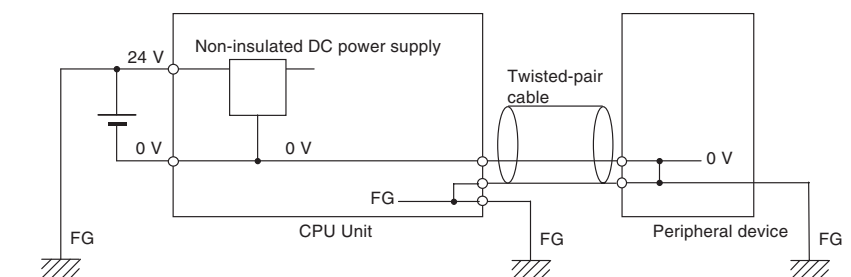 Non-insulated DC power supply
24 V
Twisted-pair
cable
0 V
0 V
0 V
FG
CPU Unit
Peripheral device
FG
FG
FG